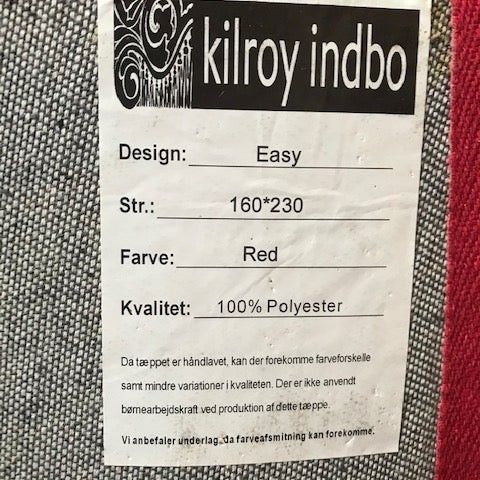 kilroy indbo
Design: Easy
Str.: 160*230
Farve: Red
Kvalitet: 100% Polyester
Da tæppet er håndlavet, kan der forekomme farveforskelle
samt mindre variationer i kvaliteten. Der er ikke anvendt
børnearbejdskraft ved produktion af dette tæppe.
Vi anbefaler underlag, da farveafsmitning kan forekomme.